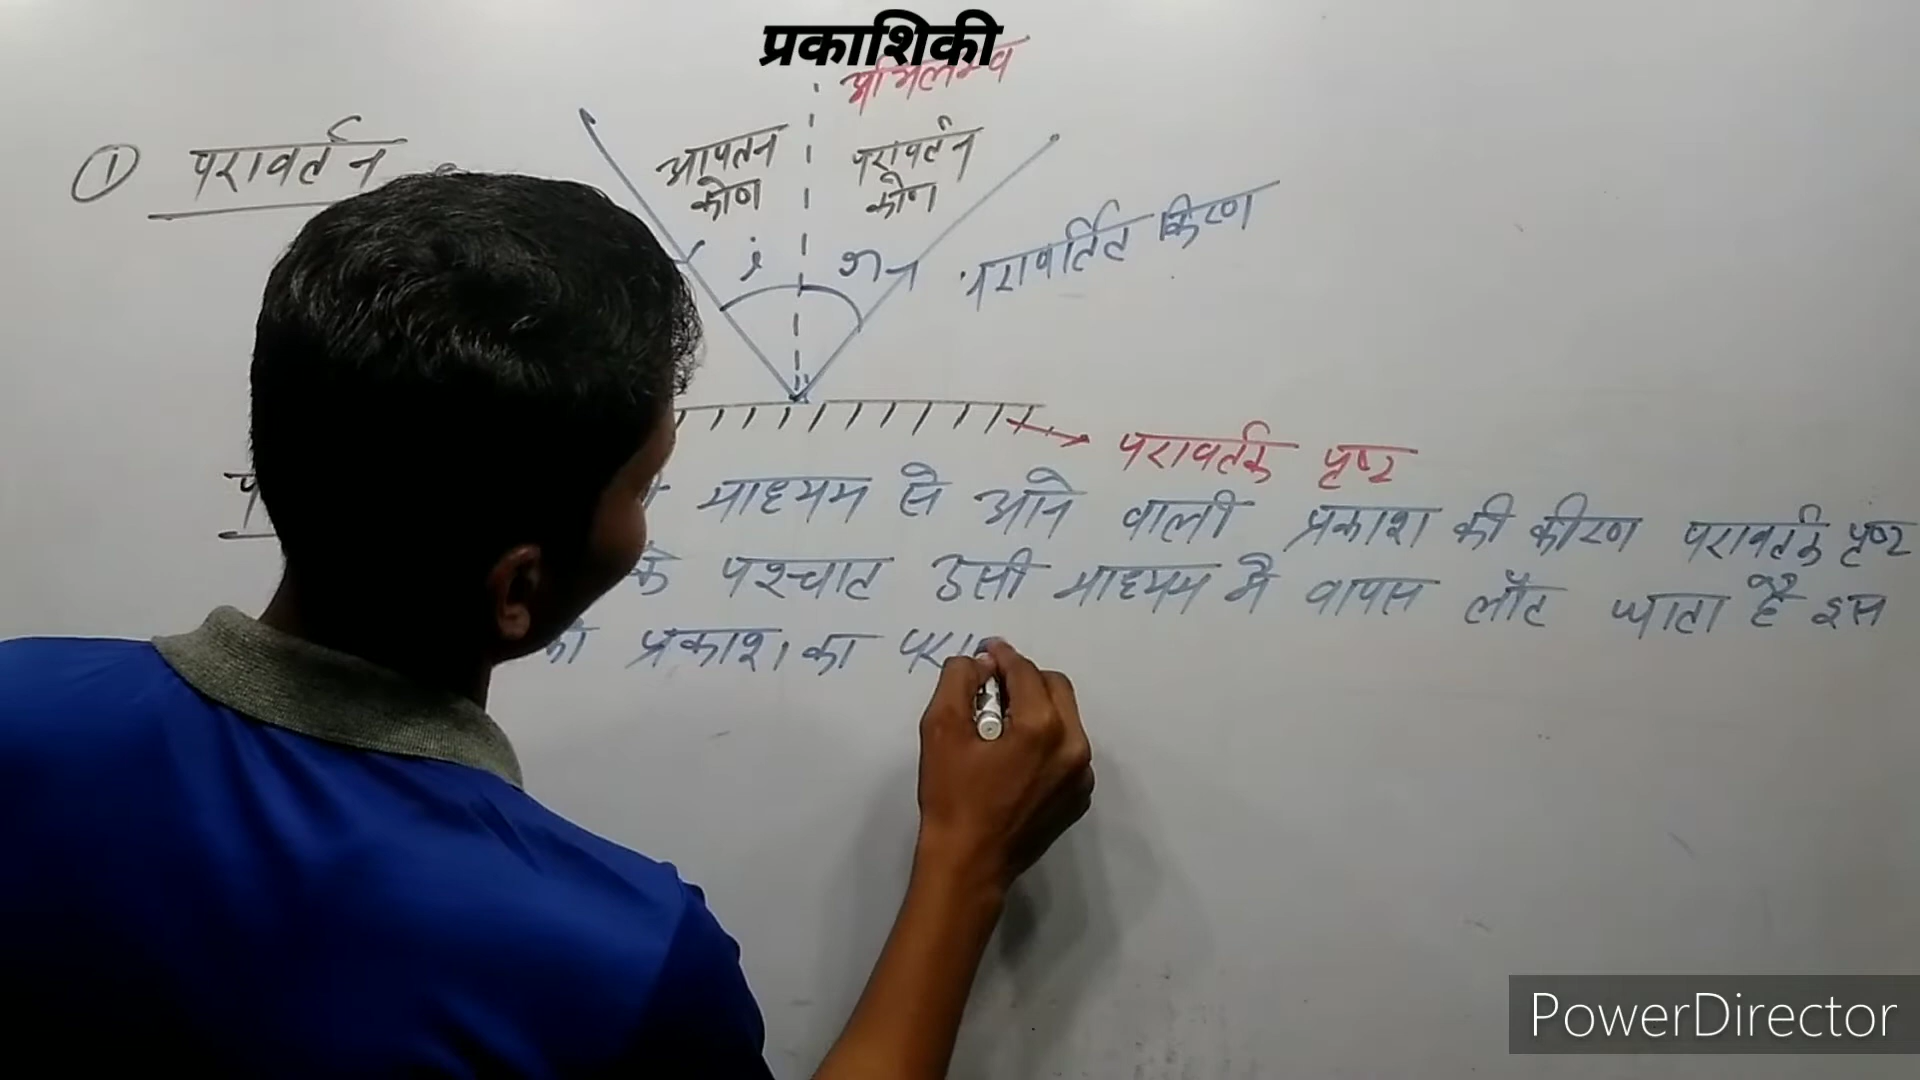 प्रकाशिकी
अभिलम्ब
① परावर्तन
आपतन
कोण
परावर्तन
कोण
i
r
परावर्तित किरण
परावर्तक पृष्ट
माध्यम से आने वाली प्रकाश की कीरण परावर्तक पृष्ट
के पश्चात उसी माध्यम मे वापस लौट जाता है इस
को प्रकाश का परा
PowerDirector